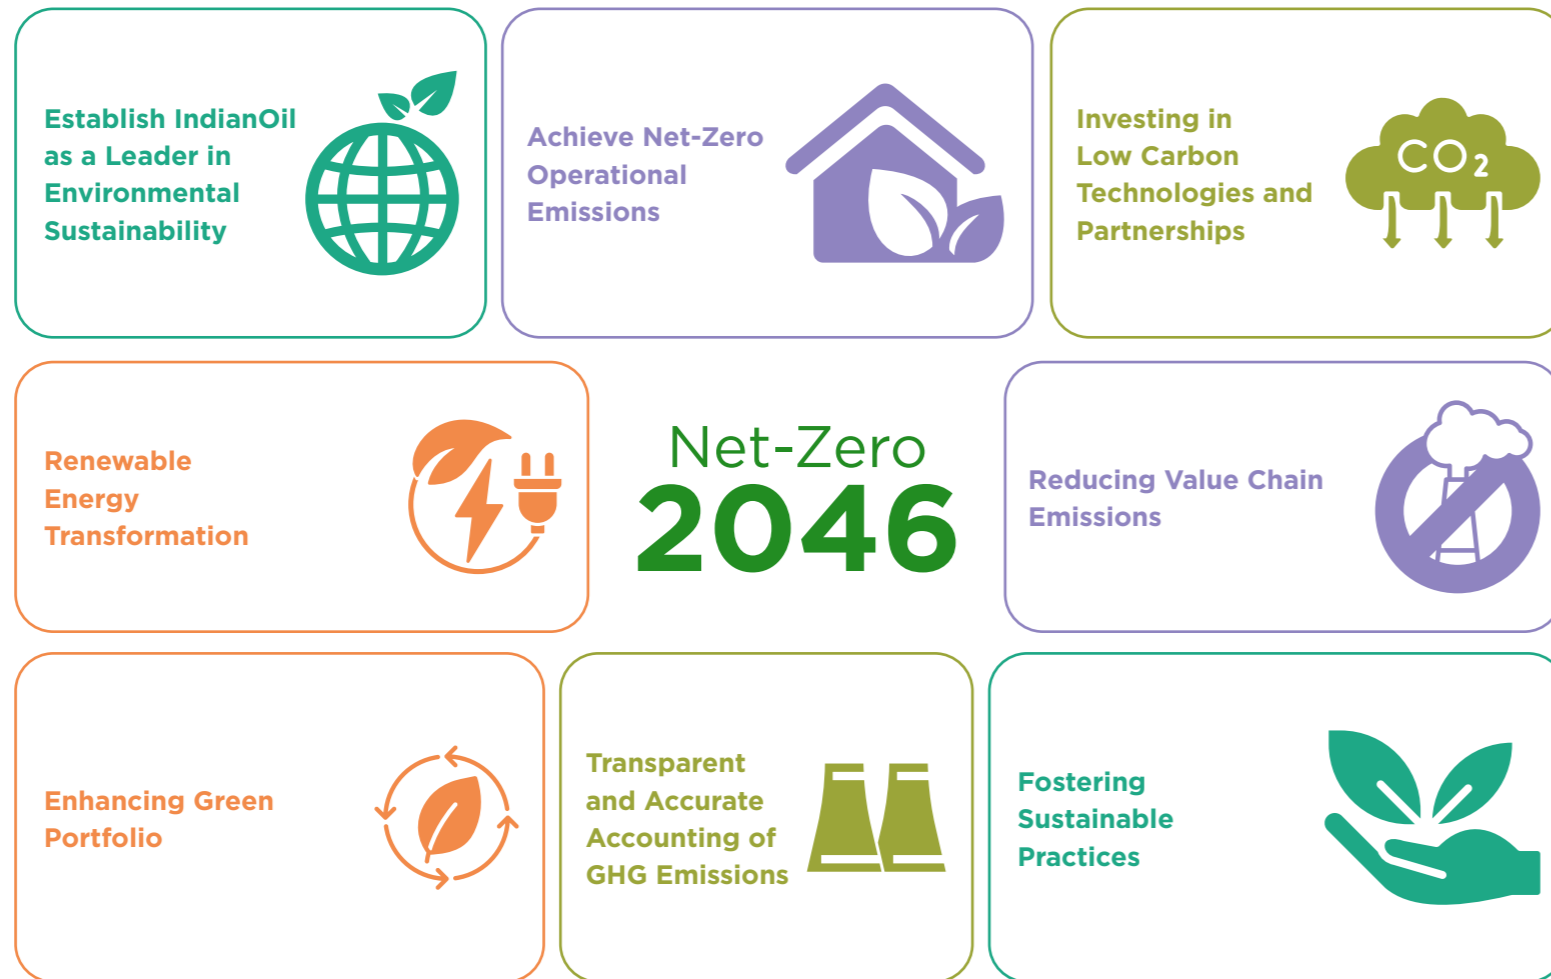 Establish IndianOil
as a Leader in
Environmental
Sustainability
Achieve Net-Zero
Operational
Emissions
Investing in
Low Carbon
Technologies and
Partnerships
CO₂
Renewable
Energy
Transformation
Net-Zero
2046
Reducing Value Chain
Emissions
Enhancing Green
Portfolio
Transparent
and Accurate
Accounting of
GHG Emissions
Fostering
Sustainable
Practices